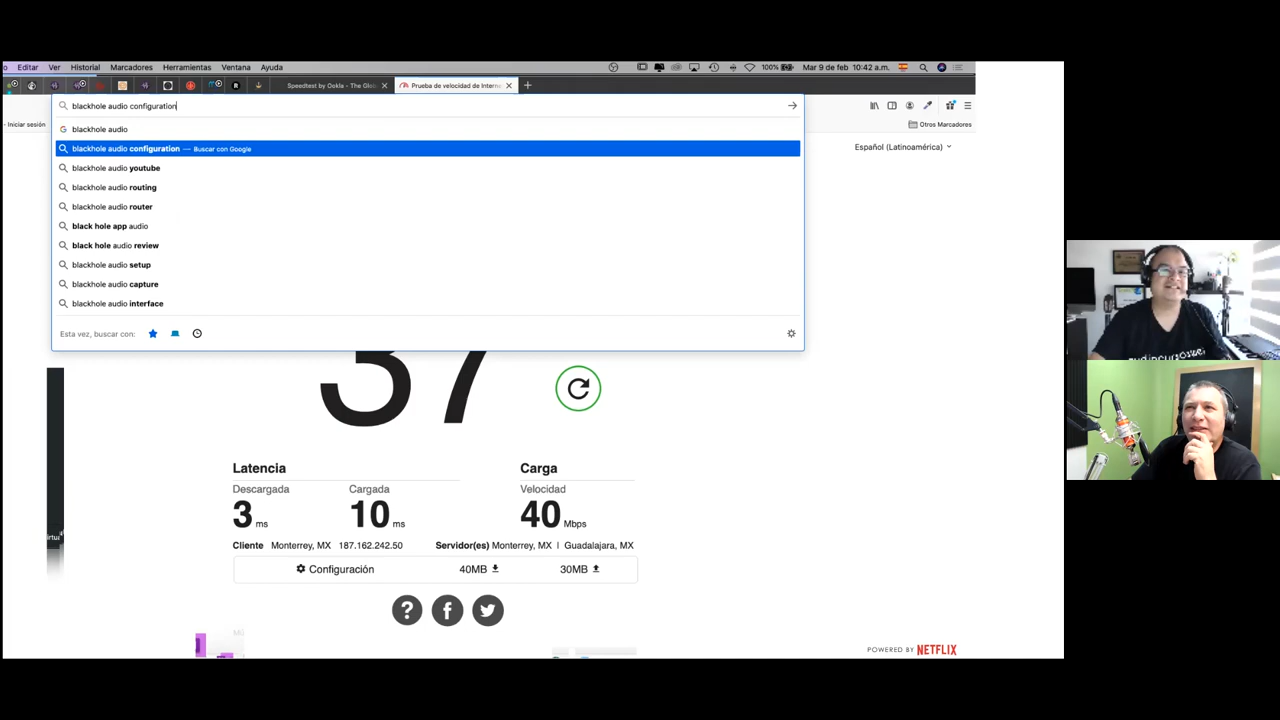 Editar Ver Historial Marcadores Herramientas Ventana Ayuda 100% Mar 9 de feb 10:42 a.m.
Speedtest by Ookla - The Glob Prueba de velocidad de Intern
blackhole audio configuration
Iniciar sesión
Otros Marcadores
blackhole audio
blackhole audio configuration — Buscar con Google
Español (Latinoamérica)
blackhole audio youtube
blackhole audio routing
blackhole audio router
black hole app audio
black hole audio review
blackhole audio setup
blackhole audio capture
blackhole audio interface
Esta vez, buscar con:
37
Latencia Carga
Descargada Cargada Velocidad
3 ms 10 ms 40 Mbps
Cliente Monterrey, MX 187.162.242.50 Servidor(es) Monterrey, MX | Guadalajara, MX
Configuración 40MB 30MB
POWERED BY NETFLIX